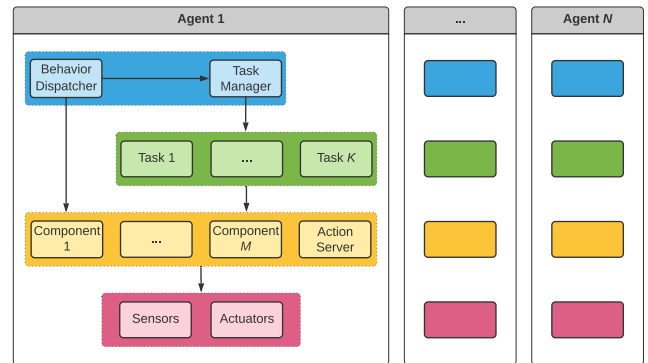 Agent 1
...
Agent N
Behavior
Dispatcher
Task
Manager
Task 1
...
Task K
Component
1
...
Component
M
Action
Server
Sensors
Actuators